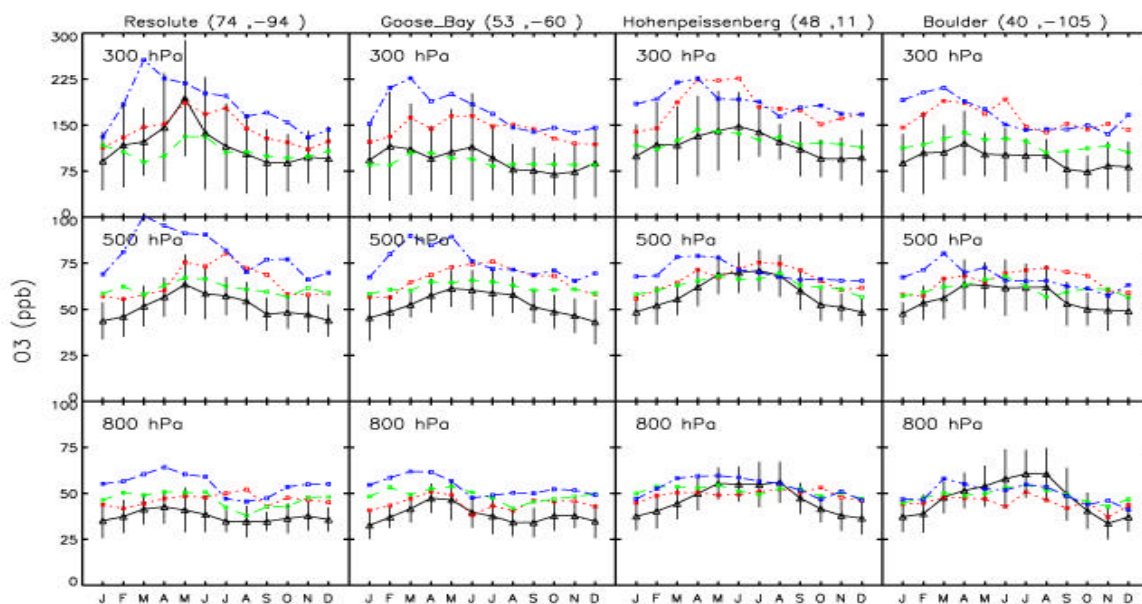 Resolute (74 ,-94) Goose_Bay (53 ,-60) Hohenpeissenberg (48 ,11) Boulder (40 ,-105 )
300 300 hPa 300 hPa 300 hPa 300 hPa
225
150
75
0
100 500 hPa 500 hPa 500 hPa 500 hPa
75
50
25
0
100 800 hPa 800 hPa 800 hPa 800 hPa
75
50
25
0
O3 (ppb)
J F M A M J J A S O N D J F M A M J J A S O N D J F M A M J J A S O N D J F M A M J J A S O N D